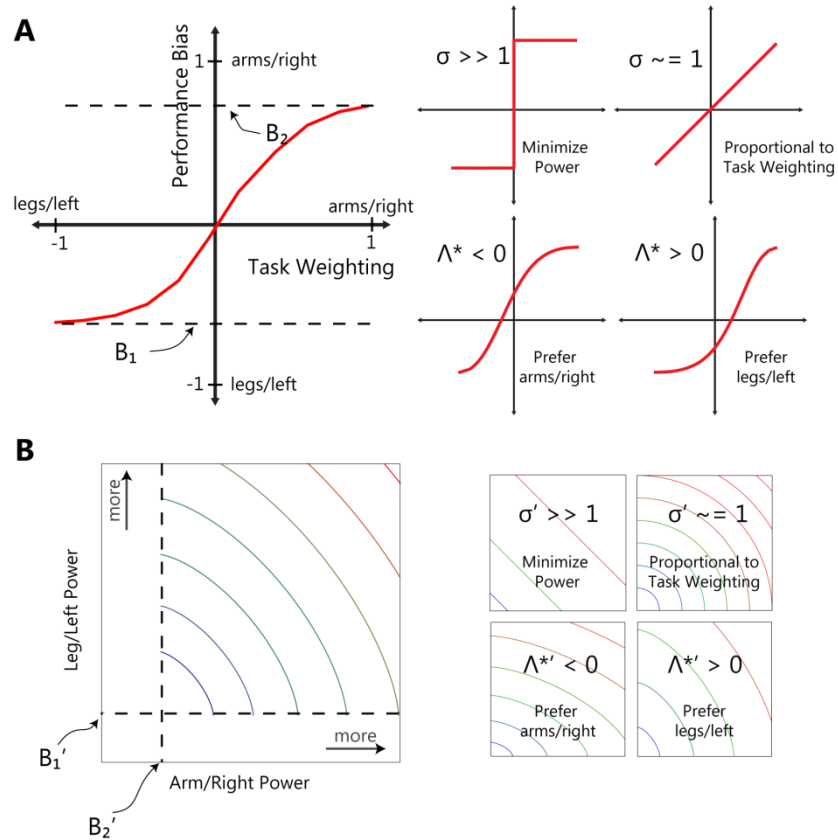 A
Performance Bias
1
arms/right
B₂
legs/left
-1
arms/right
1
Task Weighting
B₁
-1
legs/left
σ >> 1
Minimize
Power
σ ~= 1
Proportional to
Task Weighting
Λ* < 0
Prefer
arms/right
Λ* > 0
Prefer
legs/left
B
more
Leg/Left Power
more
B₁′
Arm/Right Power
B₂′
σ′ >> 1
Minimize
Power
σ′ ~= 1
Proportional to
Task Weighting
Λ*′ < 0
Prefer
arms/right
Λ*′ > 0
Prefer
legs/left